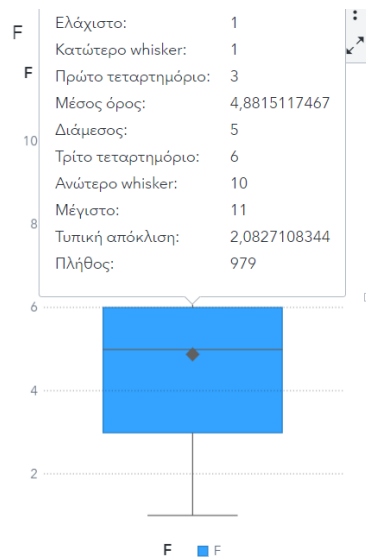 F
Ελάχιστο: 1
Κατώτερο whisker: 1
Πρώτο τεταρτημόριο: 3
Μέσος όρος: 4,8815117467
Διάμεσος: 5
Τρίτο τεταρτημόριο: 6
Ανώτερο whisker: 10
Μέγιστο: 11
Τυπική απόκλιση: 2,0827108344
Πλήθος: 979
F
10
8
6
4
2
F F